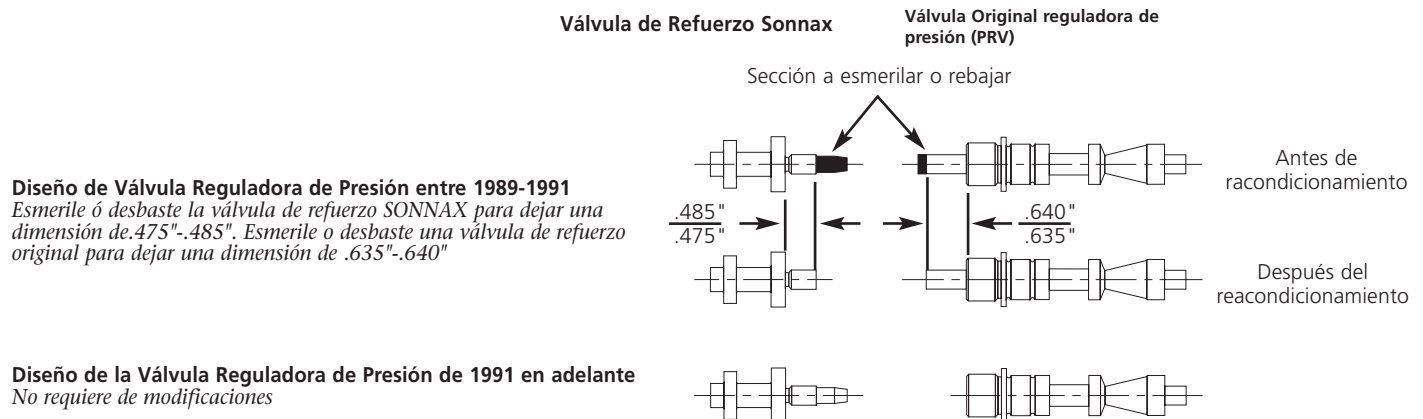 Válvula de Refuerzo Sonnax
Válvula Original reguladora de
presión (PRV)
Sección a esmerilar o rebajar
Antes de
racondicionamiento
Diseño de Válvula Reguladora de Presión entre 1989-1991
Esmerile ó desbaste la válvula de refuerzo SONNAX para dejar una
dimensión de.475"-.485". Esmerile o desbaste una válvula de refuerzo
original para dejar una dimensión de .635"-.640"
.485"
.475"
.640"
.635"
Después del
reacondicionamiento
Diseño de la Válvula Reguladora de Presión de 1991 en adelante
No requiere de modificaciones